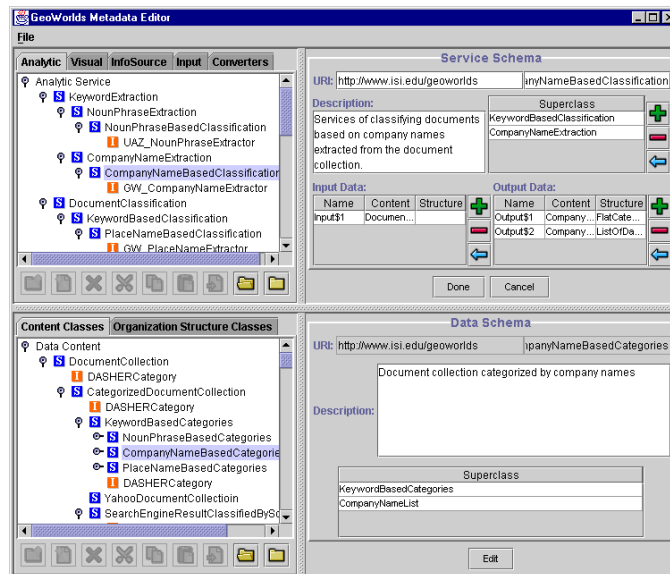 GeoWorlds Metadata Editor
File
Analytic Visual InfoSource Input Converters
Analytic Service
S KeywordExtraction
S NounPhraseExtraction
S NounPhraseBasedClassification
I UAZ_NounPhraseExtractor
S CompanyNameExtraction
S CompanyNameBasedClassification
I GW_CompanyNameExtractor
S DocumentClassification
S KeywordBasedClassification
S PlaceNameBasedClassification
I GW_PlaceNameExtractor
Service Schema
URI: http://www.isi.edu/geoworlds anyNameBasedClassification
Description:
Services of classifying documents
based on company names
extracted from the document
collection.
Superclass
KeywordBasedClassification
CompanyNameExtraction
Input Data:
Name Content Structure
Input$1 Documen...
Output Data:
Name Content Structure
Output$1 Company... FlatCate...
Output$2 Company... ListOfDa...
Done Cancel
Content Classes Organization Structure Classes
Data Content
S DocumentCollection
I DASHERCategory
S CategorizedDocumentCollection
I DASHERCategory
S KeywordBasedCategories
S NounPhraseBasedCategories
S CompanyNameBasedCategorie
S PlaceNameBasedCategories
I DASHERCategory
S YahooDocumentCollectioin
S SearchEngineResultClassifiedBySc
Data Schema
URI: http://www.isi.edu/geoworlds npanyNameBasedCategories
Description:
Document collection categorized by company names
Superclass
KeywordBasedCategories
CompanyNameList
Edit